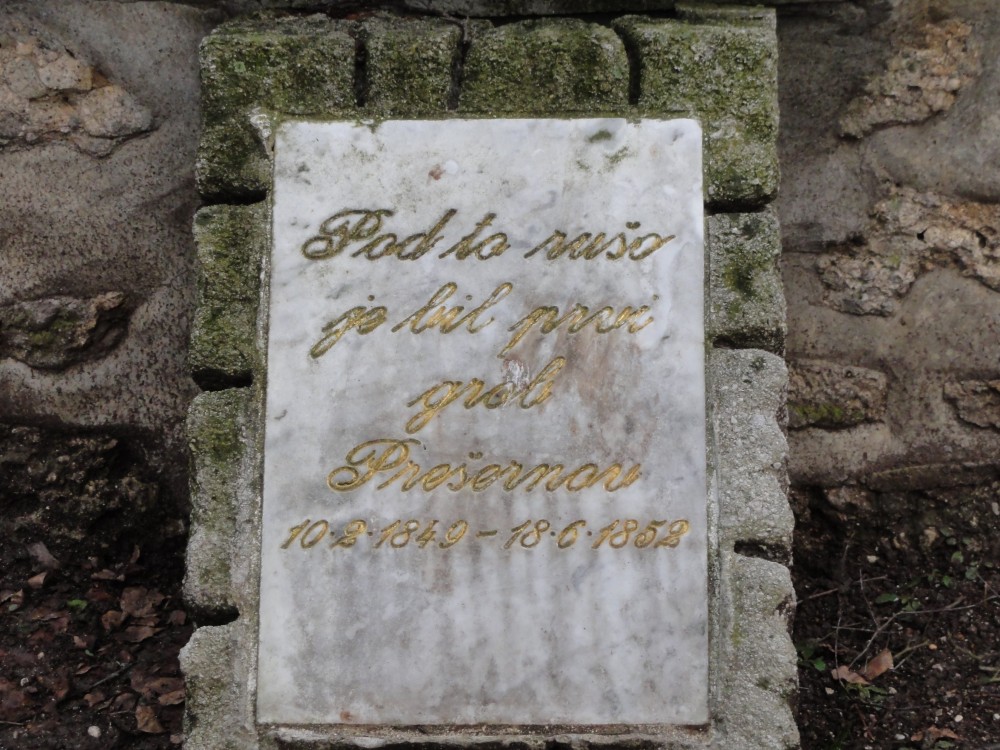 Pod to rušo
je bil prvi
grob
Prešernov
10·2·1849 - 18·6·1852